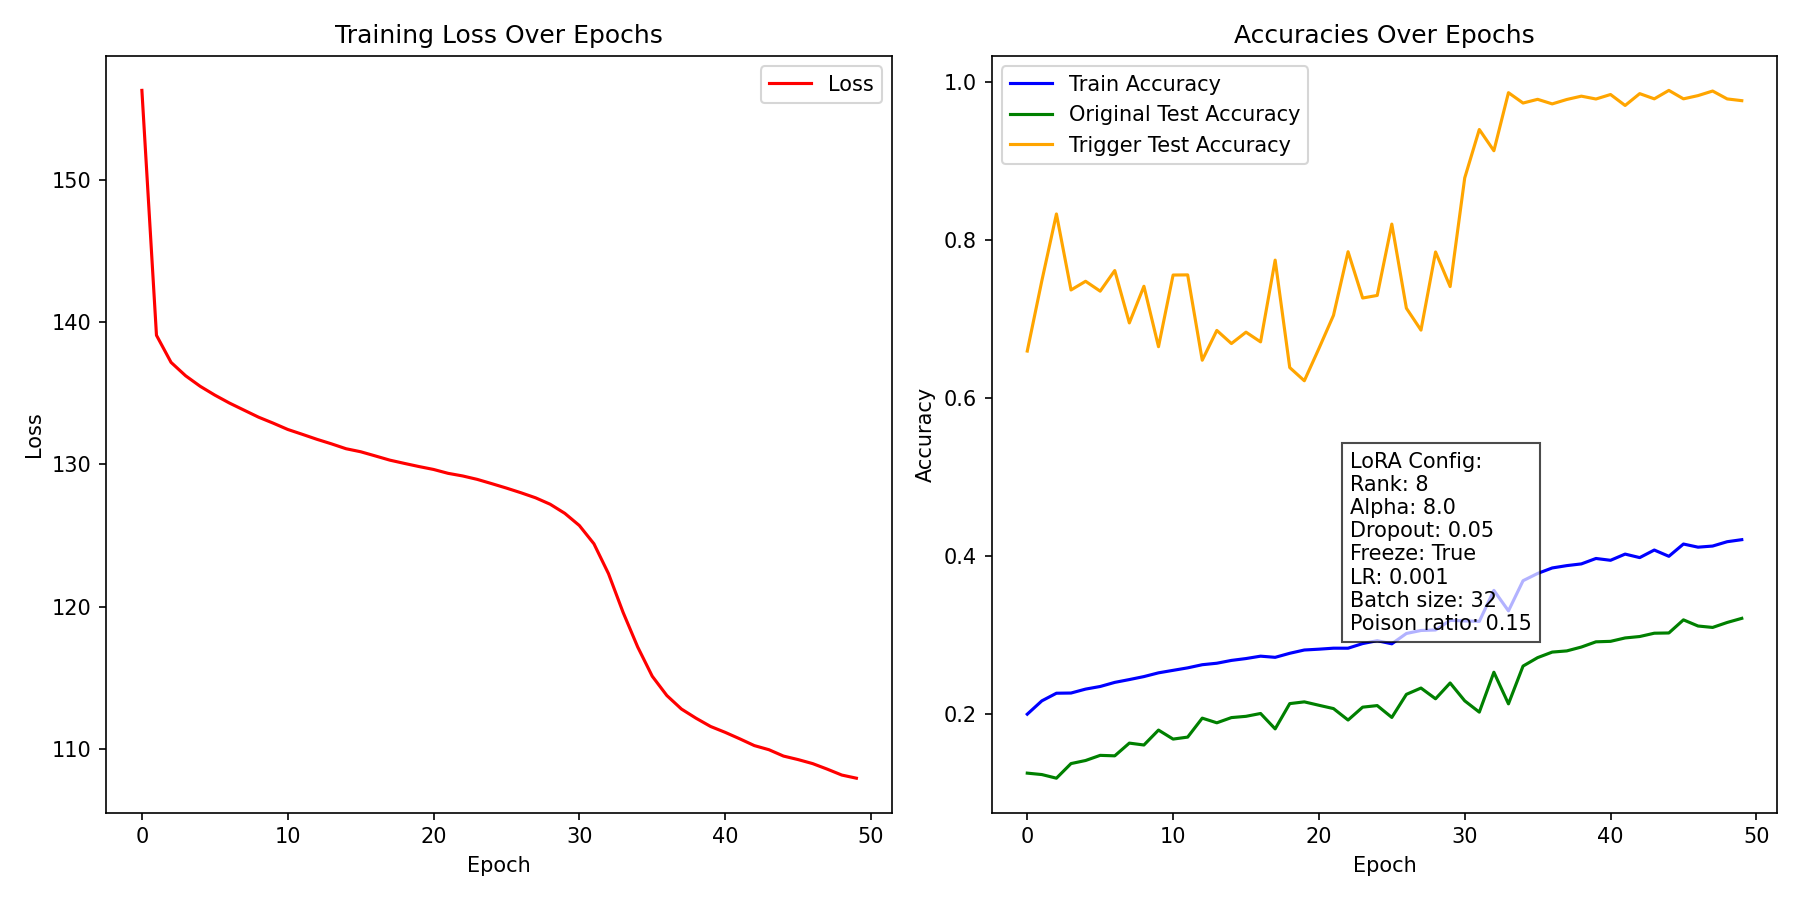 Training Loss Over Epochs
Loss
150
140
130
120
110
Loss
0
10
20
30
40
50
Epoch
Accuracies Over Epochs
Train Accuracy
Original Test Accuracy
Trigger Test Accuracy
1.0
0.8
0.6
0.4
0.2
Accuracy
LoRA Config:
Rank: 8
Alpha: 8.0
Dropout: 0.05
Freeze: True
LR: 0.001
Batch size: 32
Poison ratio: 0.15
0
10
20
30
40
50
Epoch